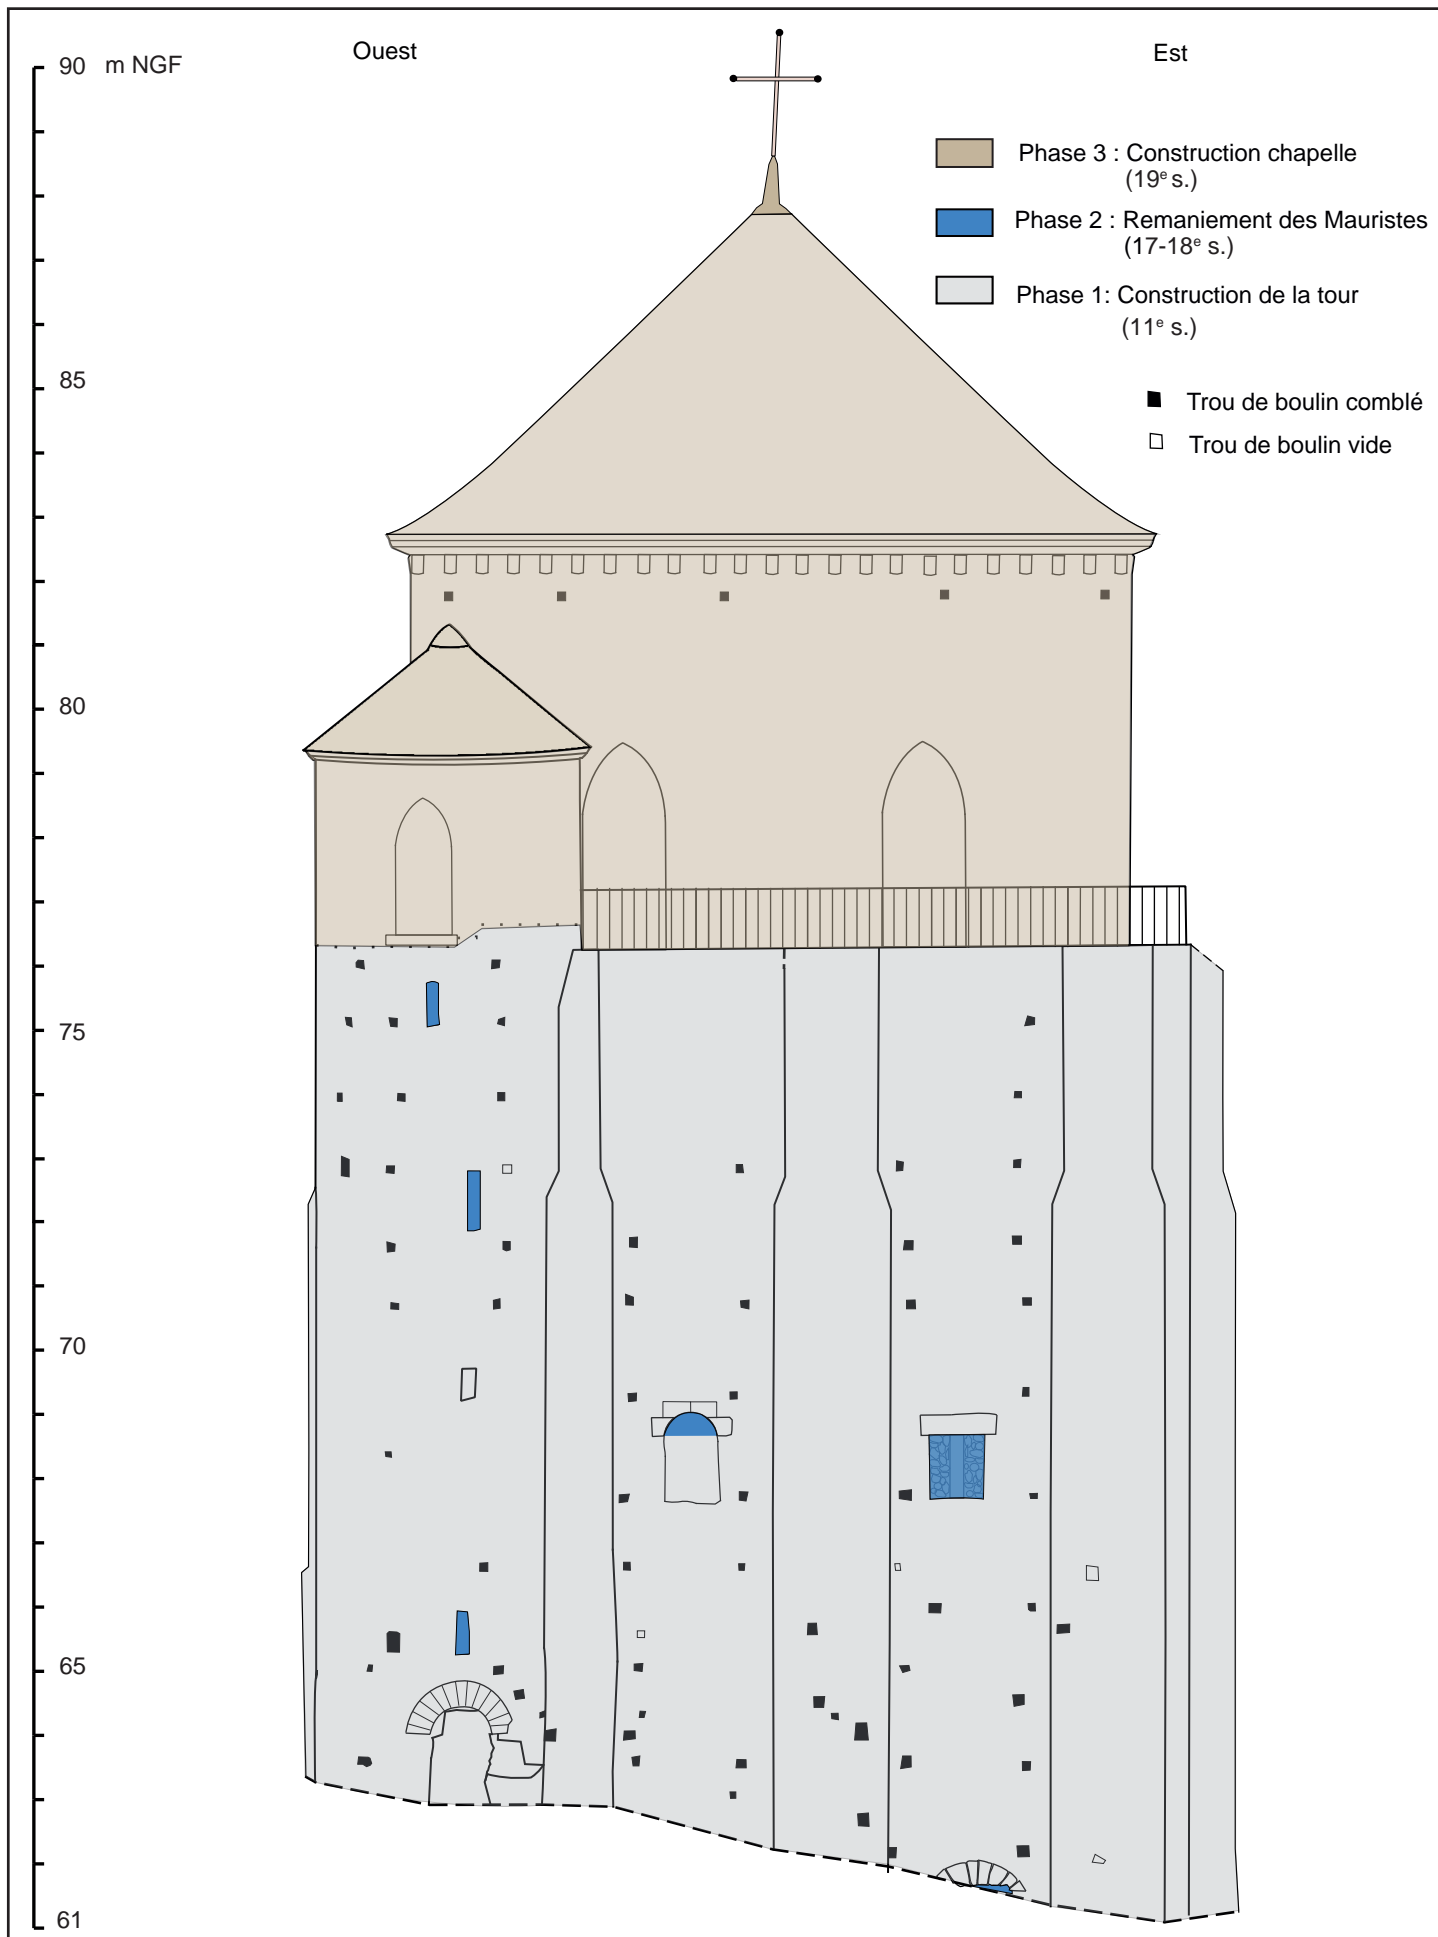 Ouest
Est
90 m NGF
Phase 3 : Construction chapelle
(19e s.)
Phase 2 : Remaniement des Mauristes
(17-18e s.)
Phase 1: Construction de la tour
(11e s.)
85
Trou de boulin comblé
Trou de boulin vide
80
75
70
65
61